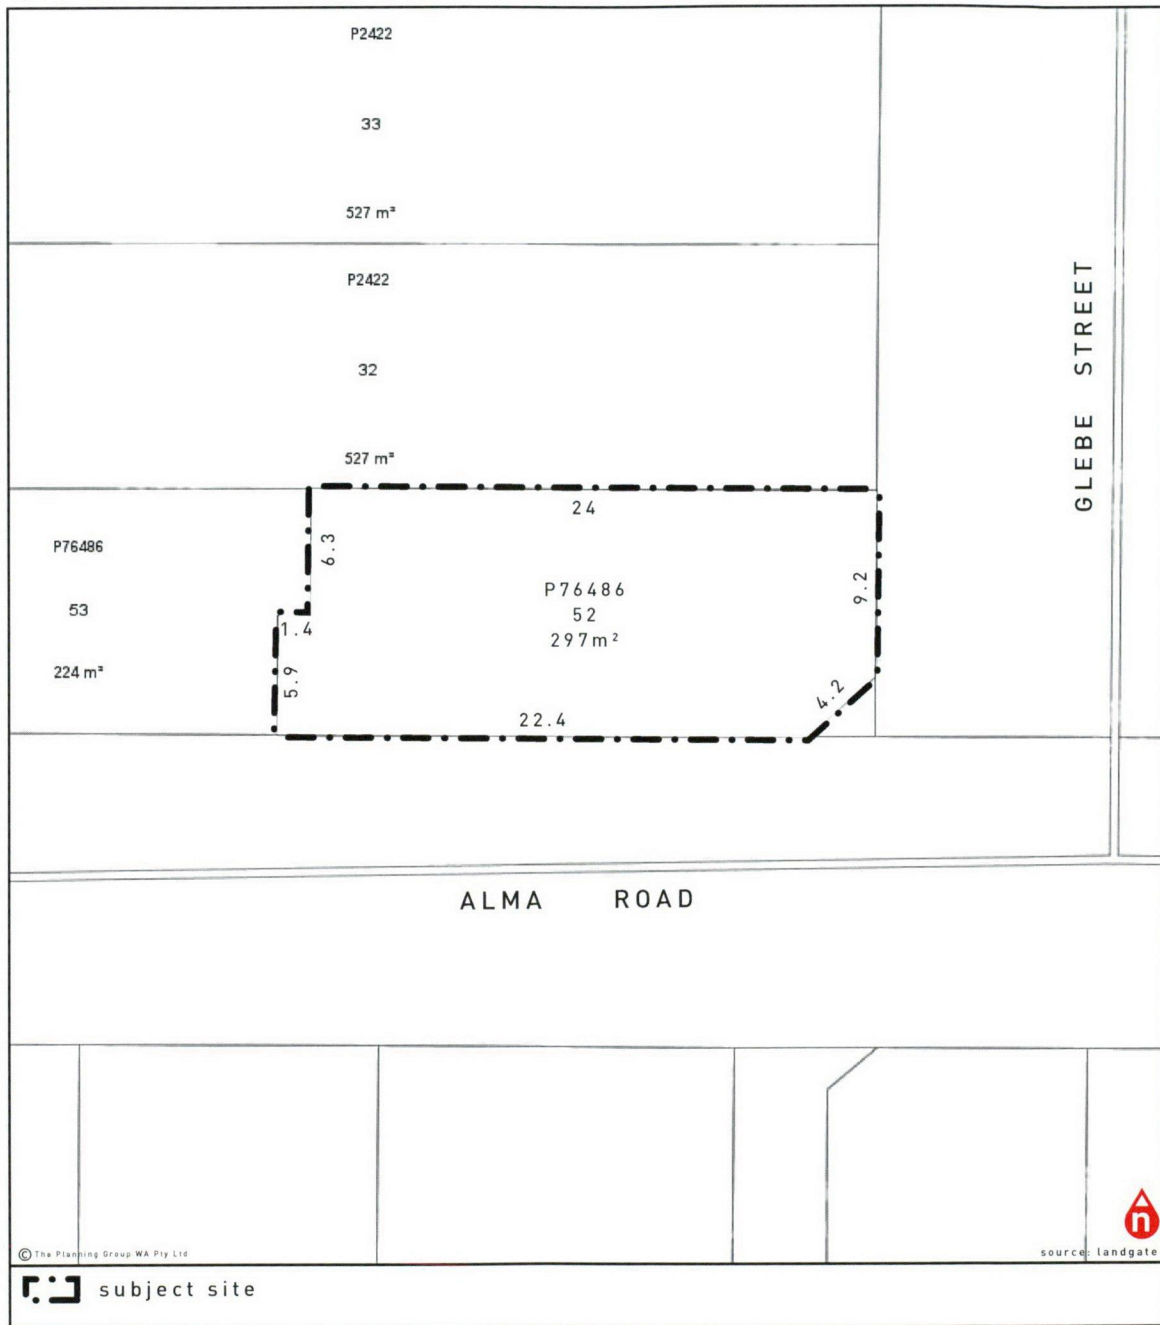 P2422
33
527 m²
P2422
32
527 m²
GLEBE STREET
24
6.3
P76486
53
224 m²
1.4
5.9
P76486
52
297m²
9.2
4.2
22.4
ALMA ROAD
n
© The Planning Group WA Pty Ltd
source: landgate
subject site